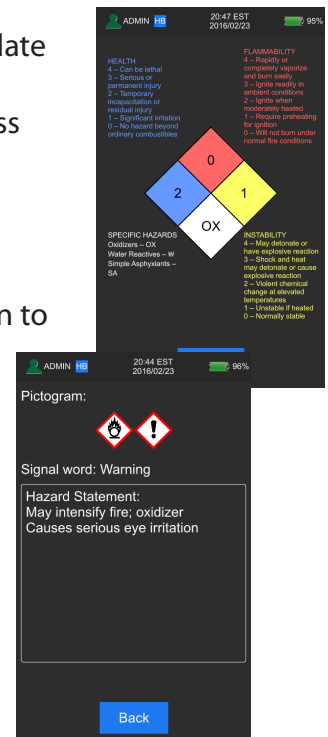 late
ss
n to
ADMIN HB
20:47 EST
2016/02/23
95%
HEALTH
4 – Can be lethal
3 – Serious or
permanent injury
2 – Temporary
incapacitation or
residual injury
1 – Significant irritation
0 – No hazard beyond
ordinary combustibles
FLAMMABILITY
4 – Rapidly or
completely vaporize
and burn easily
3 – Ignite readily in
ambient conditions
2 – Ignite when
moderately heated
1 – Require preheating
for ignition
0 – Will not burn under
normal fire conditions
0
2
1
OX
SPECIFIC HAZARDS
Oxidizers – OX
Water Reactives – W̶
Simple Asphyxiants –
SA
INSTABILITY
4 – May detonate or
have explosive reaction
3 – Shock and heat
may detonate or cause
explosive reaction
2 – Violent chemical
change at elevated
temperatures
1 – Unstable if heated
0 – Normally stable
ADMIN HB
20:44 EST
2016/02/23
96%
Pictogram:
!
Signal word: Warning
Hazard Statement:
May intensify fire; oxidizer
Causes serious eye irritation
Back